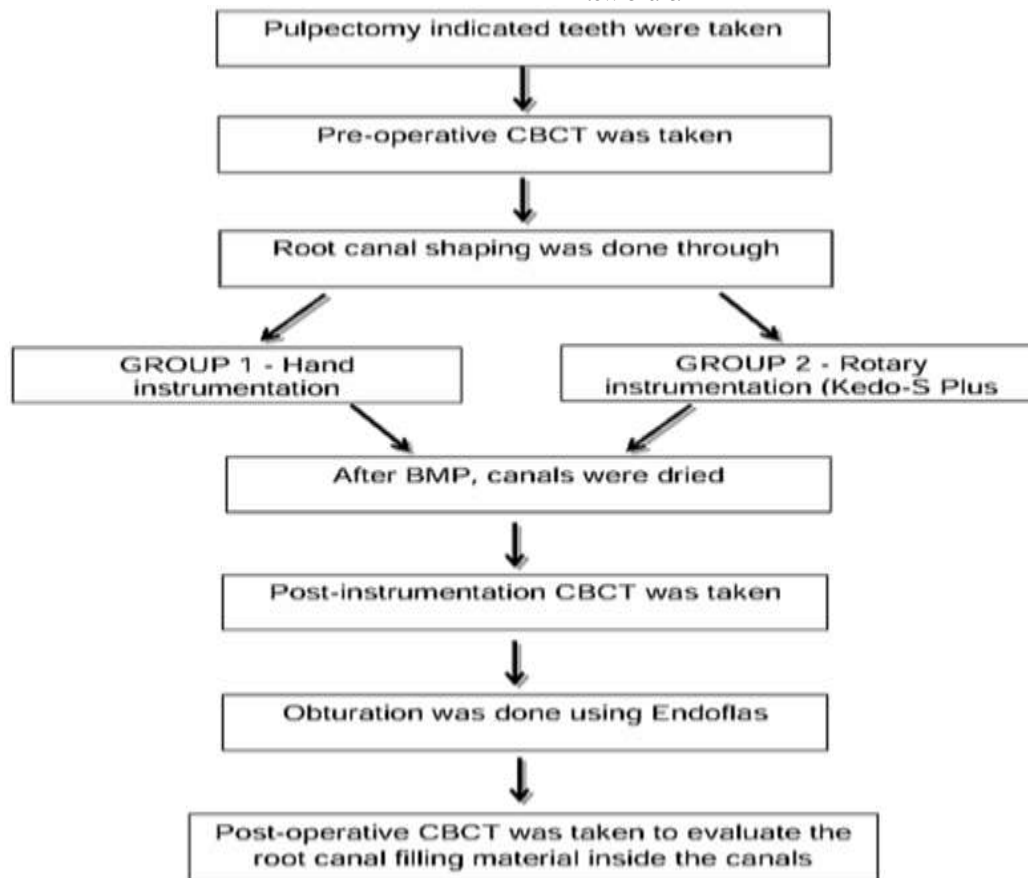 Pulpectomy indicated teeth were taken
Pre-operative CBCT was taken
Root canal shaping was done through
GROUP 1 - Hand
instrumentation
GROUP 2 - Rotary
instrumentation (Kedo-S Plus
After BMP, canals were dried
Post-instrumentation CBCT was taken
Obturation was done using Endoflas
Post-operative CBCT was taken to evaluate the
root canal filling material inside the canals